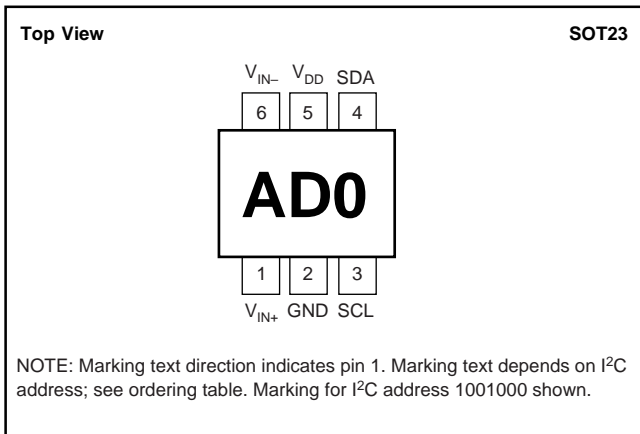 Top View SOT23
V_IN– V_DD SDA
6 5 4
AD0
1 2 3
V_IN+ GND SCL
NOTE: Marking text direction indicates pin 1. Marking text depends on I²C
address; see ordering table. Marking for I²C address 1001000 shown.